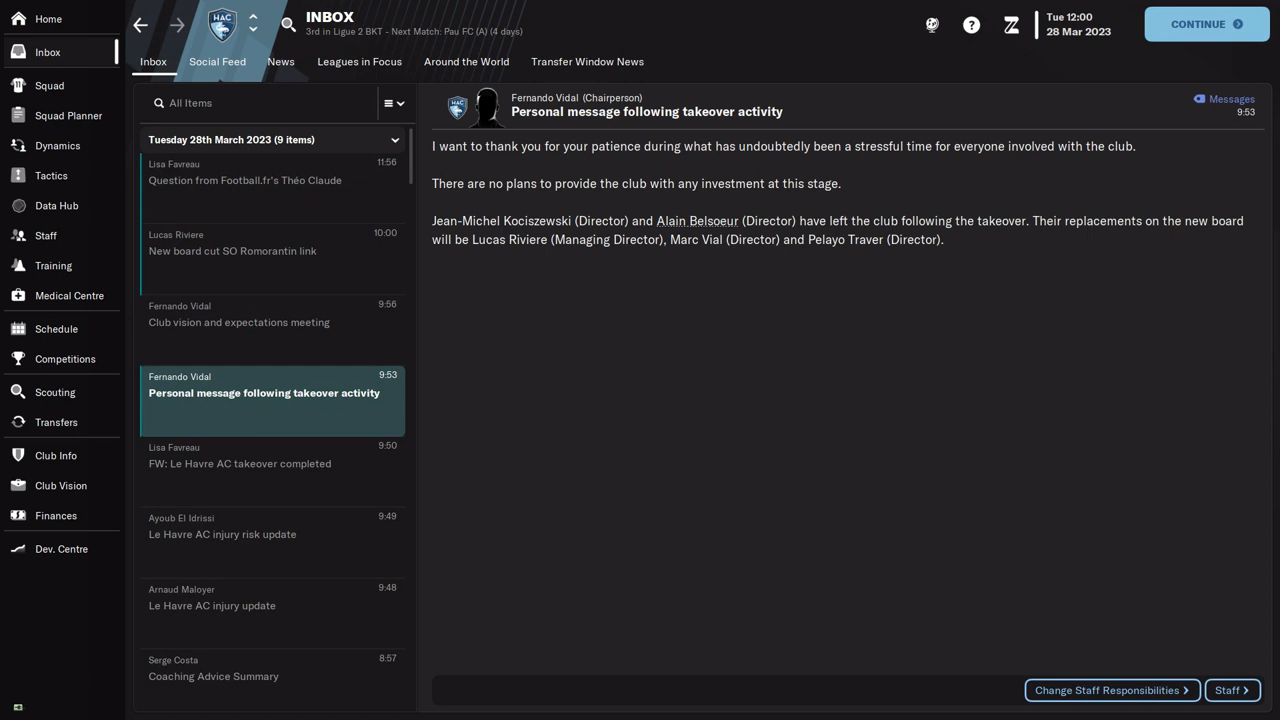 Home
Inbox
Squad
Squad Planner
Dynamics
Tactics
Data Hub
Staff
Training
Medical Centre
Schedule
Competitions
Scouting
Transfers
Club Info
Club Vision
Finances
Dev. Centre
HAC
INBOX
3rd in Ligue 2 BKT - Next Match: Pau FC (A) (4 days)
Tue 12:00
28 Mar 2023
CONTINUE
Inbox
Social Feed
News
Leagues in Focus
Around the World
Transfer Window News
All Items
Tuesday 28th March 2023 (9 items)
Lisa Favreau 11:56
Question from Football.fr's Théo Claude
Lucas Riviere 10:00
New board cut SO Romorantin link
Fernando Vidal 9:56
Club vision and expectations meeting
Fernando Vidal 9:53
Personal message following takeover activity
Lisa Favreau 9:50
FW: Le Havre AC takeover completed
Ayoub El Idrissi 9:49
Le Havre AC injury risk update
Arnaud Maloyer 9:48
Le Havre AC injury update
Serge Costa 8:57
Coaching Advice Summary
HAC
Fernando Vidal (Chairperson)
Personal message following takeover activity
Messages
9:53
I want to thank you for your patience during what has undoubtedly been a stressful time for everyone involved with the club.
There are no plans to provide the club with any investment at this stage.
Jean-Michel Kociszewski (Director) and Alain Belsoeur (Director) have left the club following the takeover. Their replacements on the new board
will be Lucas Riviere (Managing Director), Marc Vial (Director) and Pelayo Traver (Director).
Change Staff Responsibilities
Staff